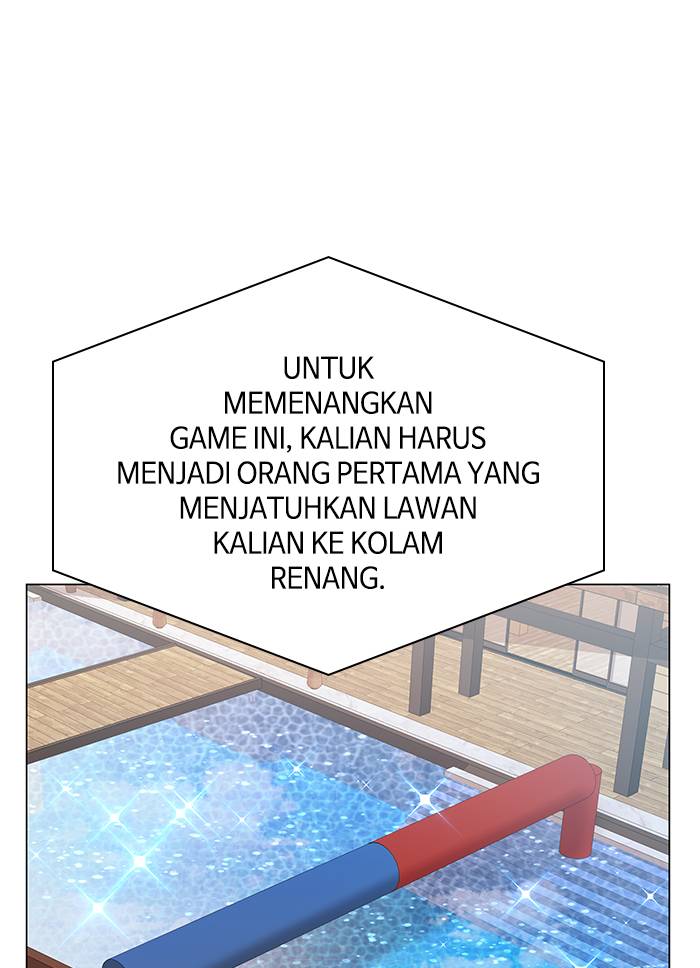 UNTUK
MEMENANGKAN
GAME INI, KALIAN HARUS
MENJADI ORANG PERTAMA YANG
MENJATUHKAN LAWAN
KALIAN KE KOLAM
RENANG.